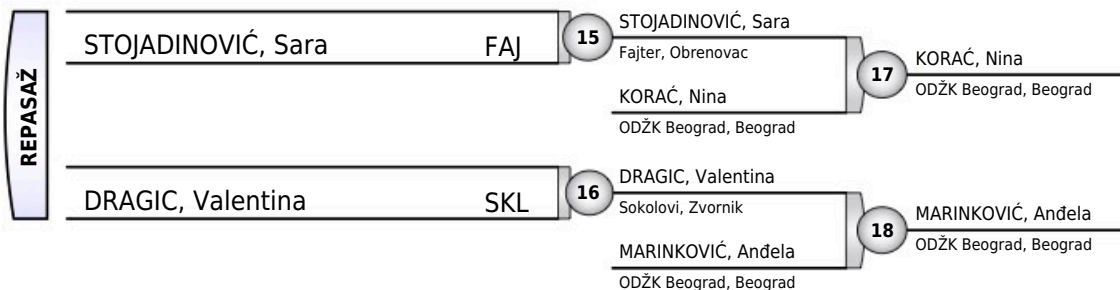 REPASAŽ
STOJADINOVIĆ, Sara FAJ
15
STOJADINOVIĆ, Sara
Fajter, Obrenovac
KORAĆ, Nina
ODŽK Beograd, Beograd
17
KORAĆ, Nina
ODŽK Beograd, Beograd
DRAGIC, Valentina SKL
16
DRAGIC, Valentina
Sokolovi, Zvornik
MARINKOVIĆ, Anđela
ODŽK Beograd, Beograd
18
MARINKOVIĆ, Anđela
ODŽK Beograd, Beograd